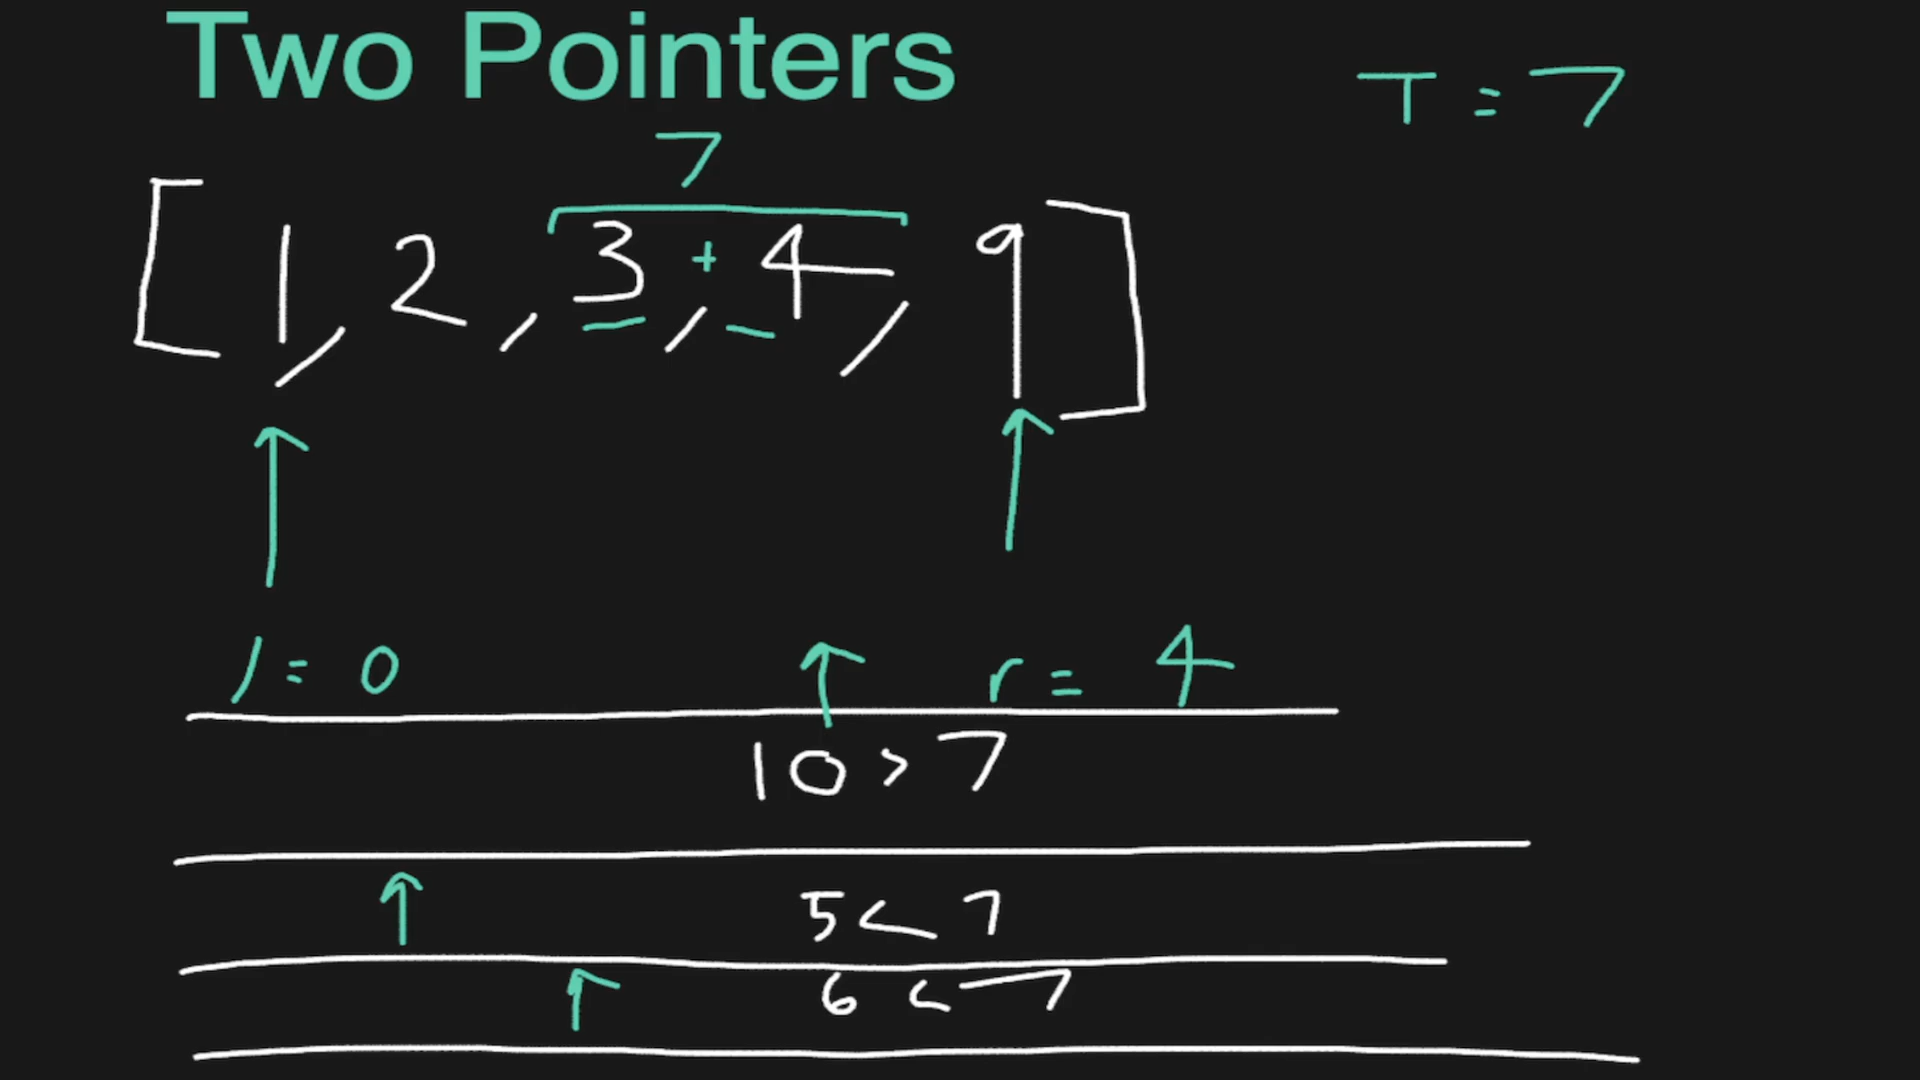 Two Pointers
T = 7
7
[1, 2, 3 + , 4, 9]
l = 0
r = 4
10 > 7
5 < 7
6 < 7